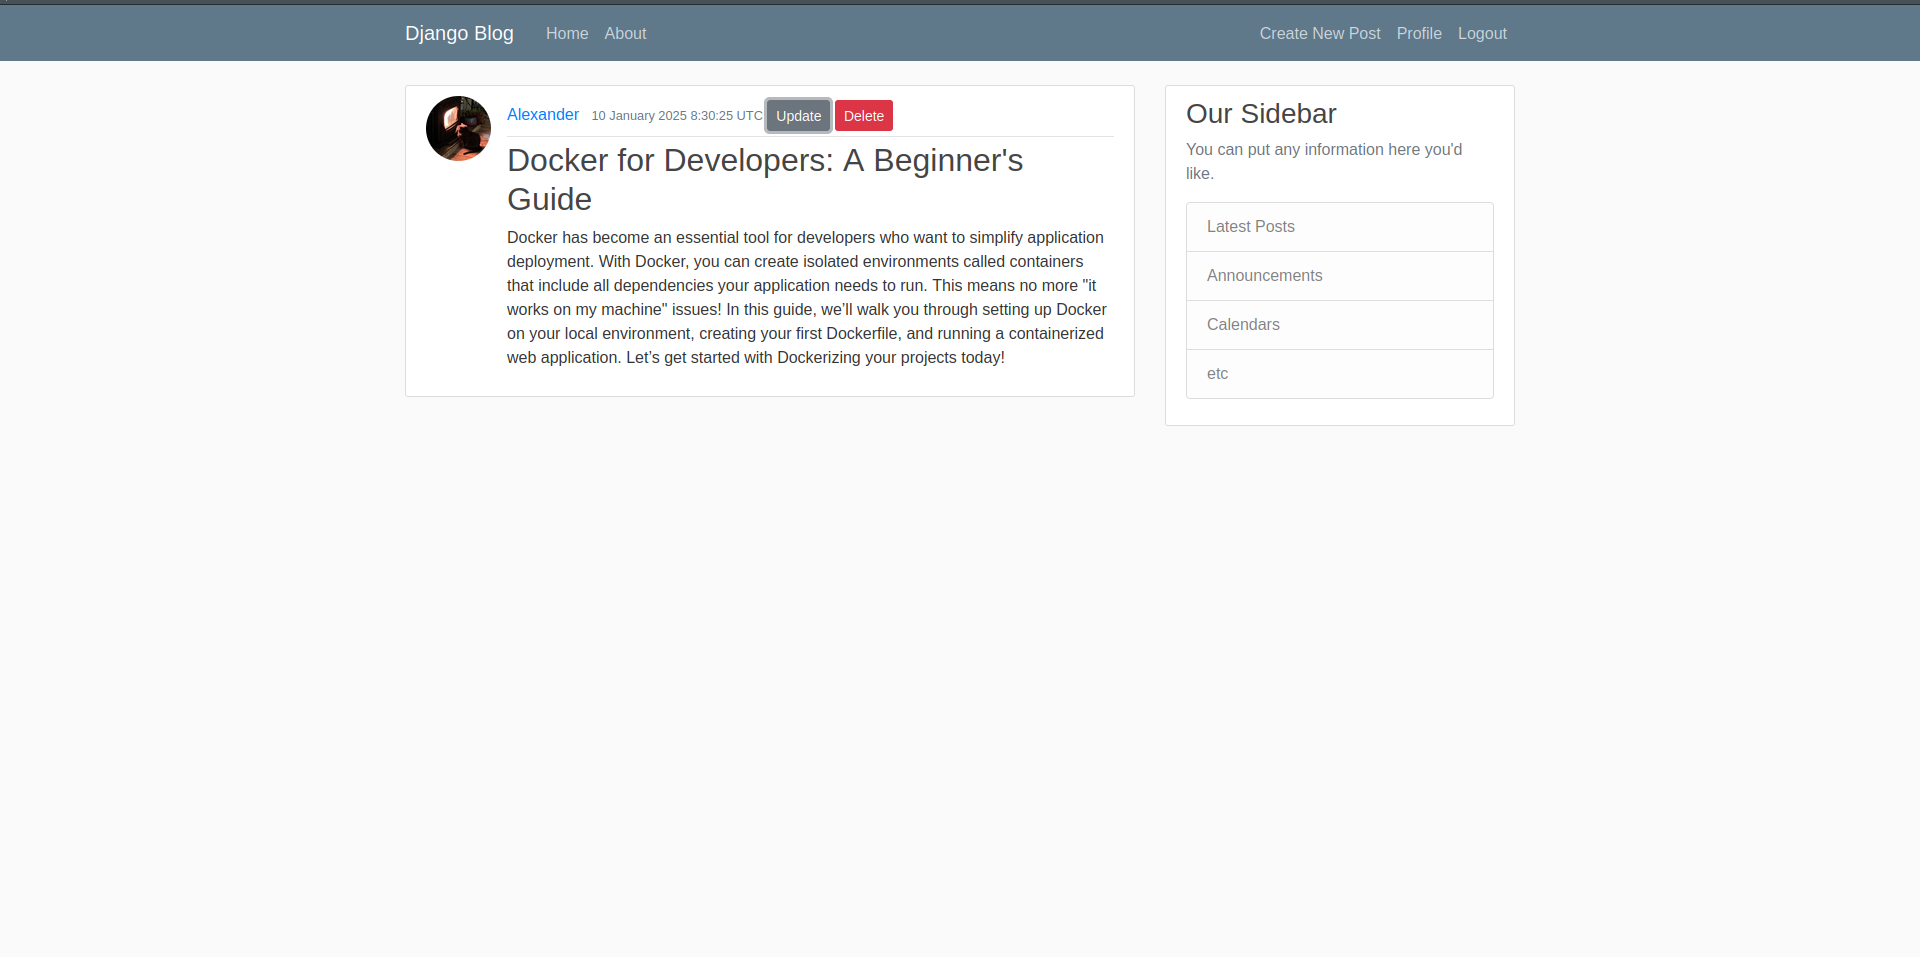 Django Blog Home About Create New Post Profile Logout
Alexander 10 January 2025 8:30:25 UTC Update Delete
Docker for Developers: A Beginner's
Guide
Docker has become an essential tool for developers who want to simplify application
deployment. With Docker, you can create isolated environments called containers
that include all dependencies your application needs to run. This means no more "it
works on my machine" issues! In this guide, we’ll walk you through setting up Docker
on your local environment, creating your first Dockerfile, and running a containerized
web application. Let’s get started with Dockerizing your projects today!
Our Sidebar
You can put any information here you'd
like.
Latest Posts
Announcements
Calendars
etc